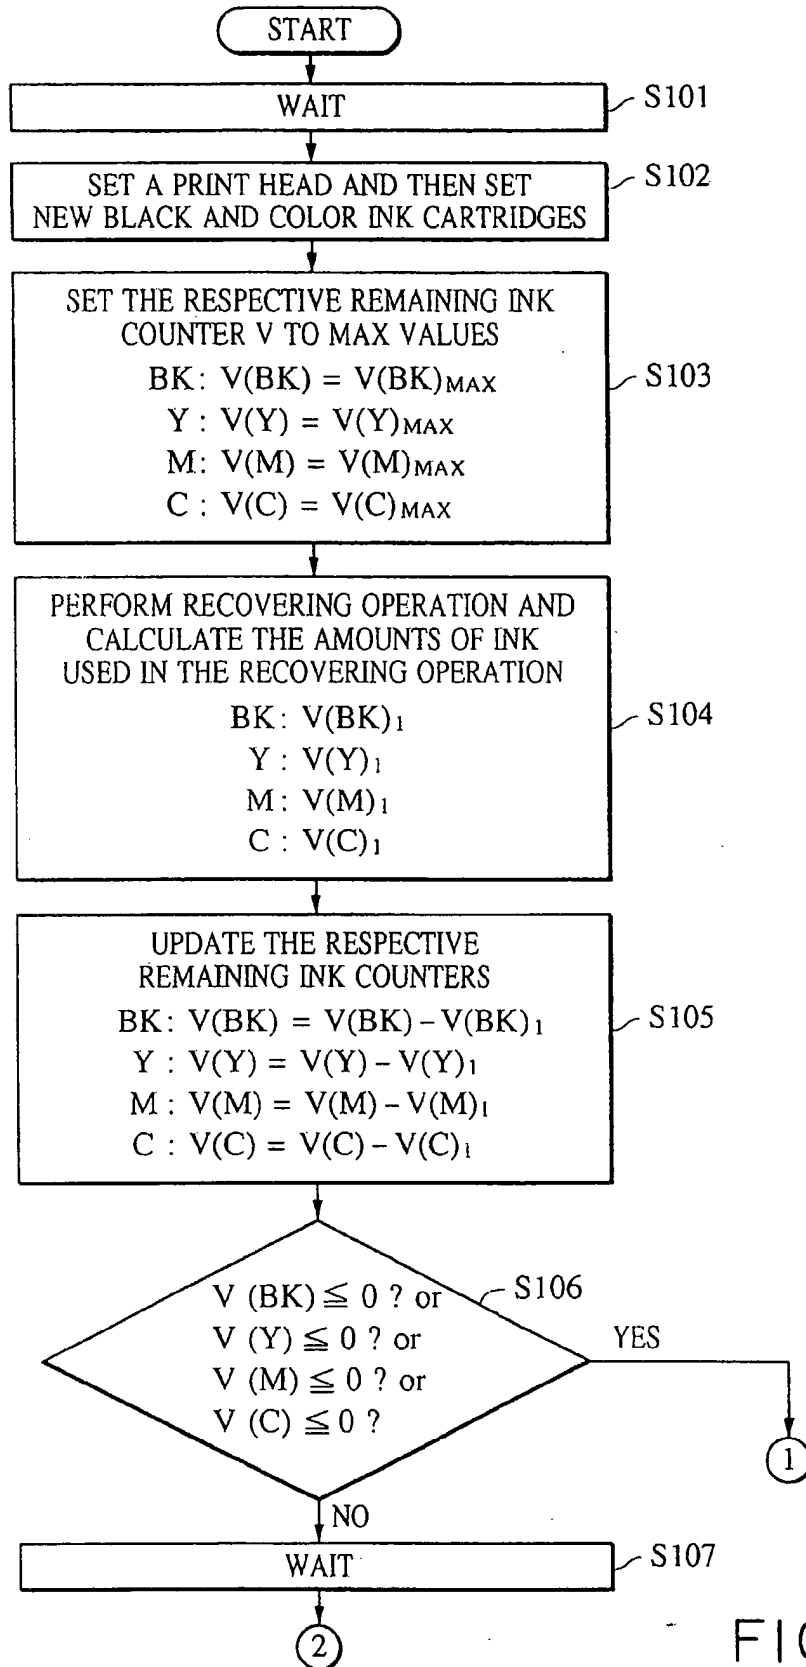 START
WAIT
S101
SET A PRINT HEAD AND THEN SET
NEW BLACK AND COLOR INK CARTRIDGES
S102
SET THE RESPECTIVE REMAINING INK
COUNTER V TO MAX VALUES
BK: V(BK) = V(BK)MAX
Y: V(Y) = V(Y)MAX
M: V(M) = V(M)MAX
C: V(C) = V(C)MAX
S103
PERFORM RECOVERING OPERATION AND
CALCULATE THE AMOUNTS OF INK
USED IN THE RECOVERING OPERATION
BK: V(BK)1
Y: V(Y)1
M: V(M)1
C: V(C)1
S104
UPDATE THE RESPECTIVE
REMAINING INK COUNTERS
BK: V(BK) = V(BK) – V(BK)1
Y: V(Y) = V(Y) – V(Y)1
M: V(M) = V(M) – V(M)1
C: V(C) = V(C) – V(C)1
S105
V (BK) ≦ 0 ? or
V (Y) ≦ 0 ? or
V (M) ≦ 0 ? or
V (C) ≦ 0 ?
S106
YES
1
NO
WAIT
S107
2